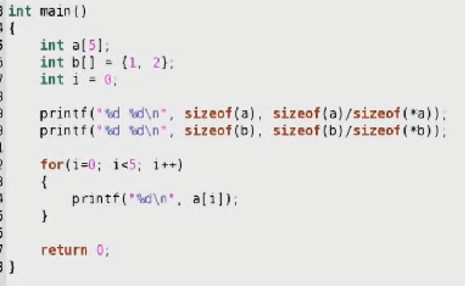 int main()
{
int a[5];
int b[] = {1, 2};
int i = 0;
printf("%d %d\n", sizeof(a), sizeof(a)/sizeof(*a));
printf("%d %d\n", sizeof(b), sizeof(b)/sizeof(*b));
for(i=0; i<5; i++)
{
printf("%d\n", a[i]);
}
return 0;
}